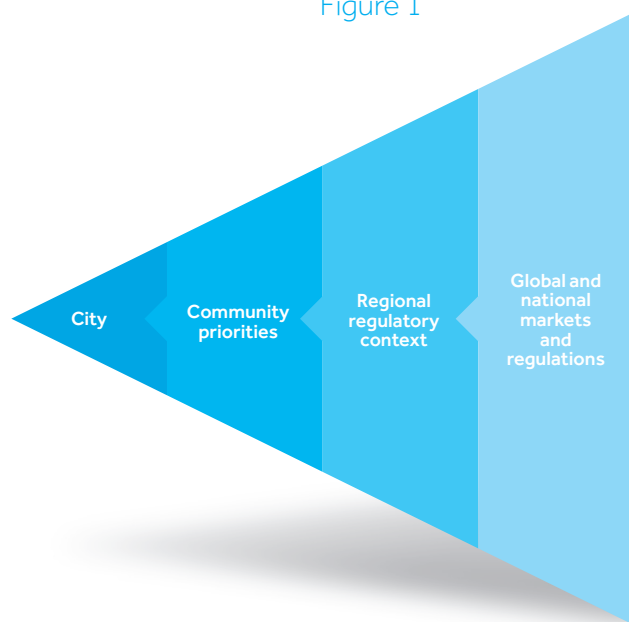 Figure 1
City
Community
priorities
Regional
regulatory
context
Global and
national
markets
and
regulations